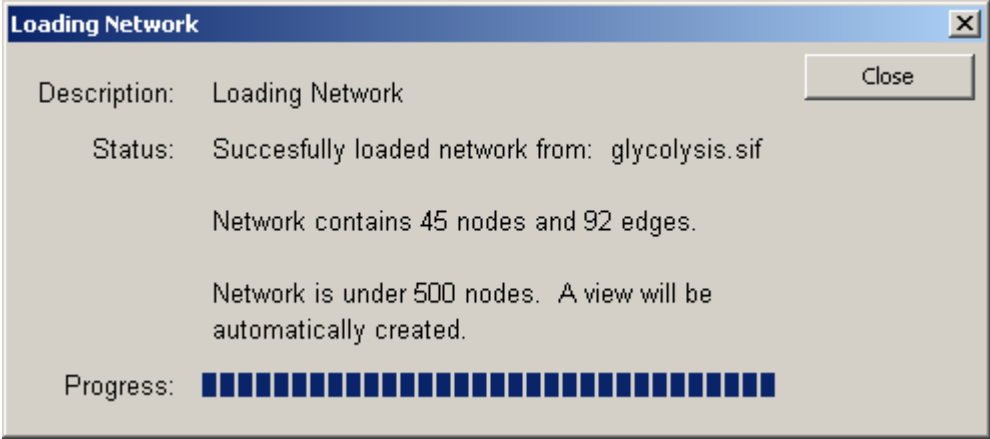 Loading Network
Close
Description: Loading Network
Status: Succesfully loaded network from: glycolysis.sif
Network contains 45 nodes and 92 edges.
Network is under 500 nodes. A view will be
automatically created.
Progress: